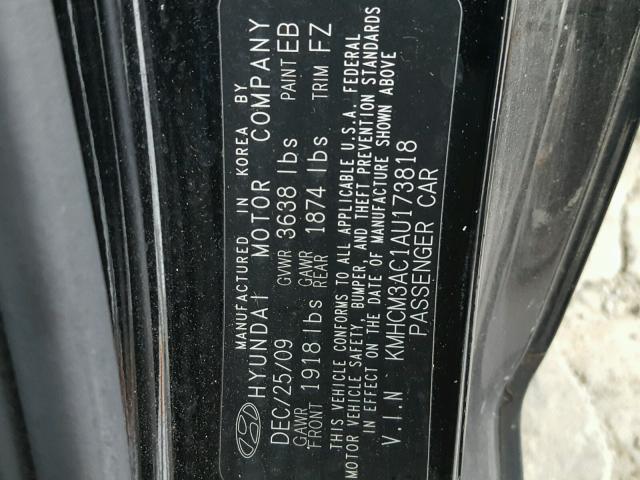 MANUFACTURED IN KOREA BY
HYUNDAI MOTOR COMPANY
DEC/25/09 GVWR 3638 lbs PAINT EB
GAWR FRONT 1918 lbs GAWR REAR 1874 lbs TRIM FZ
THIS VEHICLE CONFORMS TO ALL APPLICABLE U.S.A. FEDERAL
MOTOR VEHICLE SAFETY, BUMPER, AND THEFT PREVENTION STANDARDS
IN EFFECT ON THE DATE OF MANUFACTURE SHOWN ABOVE
V.I.N KMHCM3AC1AU173818
PASSENGER CAR